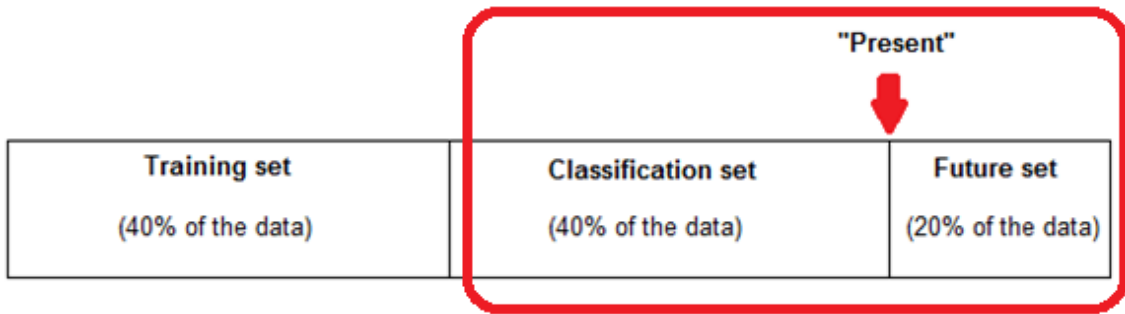 "Present"
Training set
Classification set
Future set
(40% of the data)
(40% of the data)
(20% of the data)